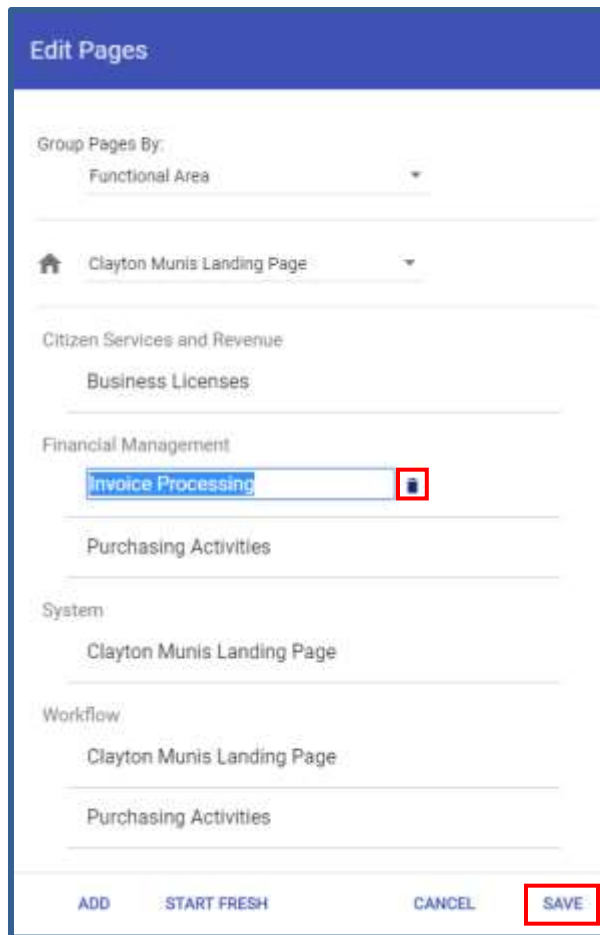 Edit Pages
Group Pages By:
Functional Area
Clayton Munis Landing Page
Citizen Services and Revenue
Business Licenses
Financial Management
Invoice Processing
Purchasing Activities
System
Clayton Munis Landing Page
Workflow
Clayton Munis Landing Page
Purchasing Activities
ADD START FRESH CANCEL SAVE